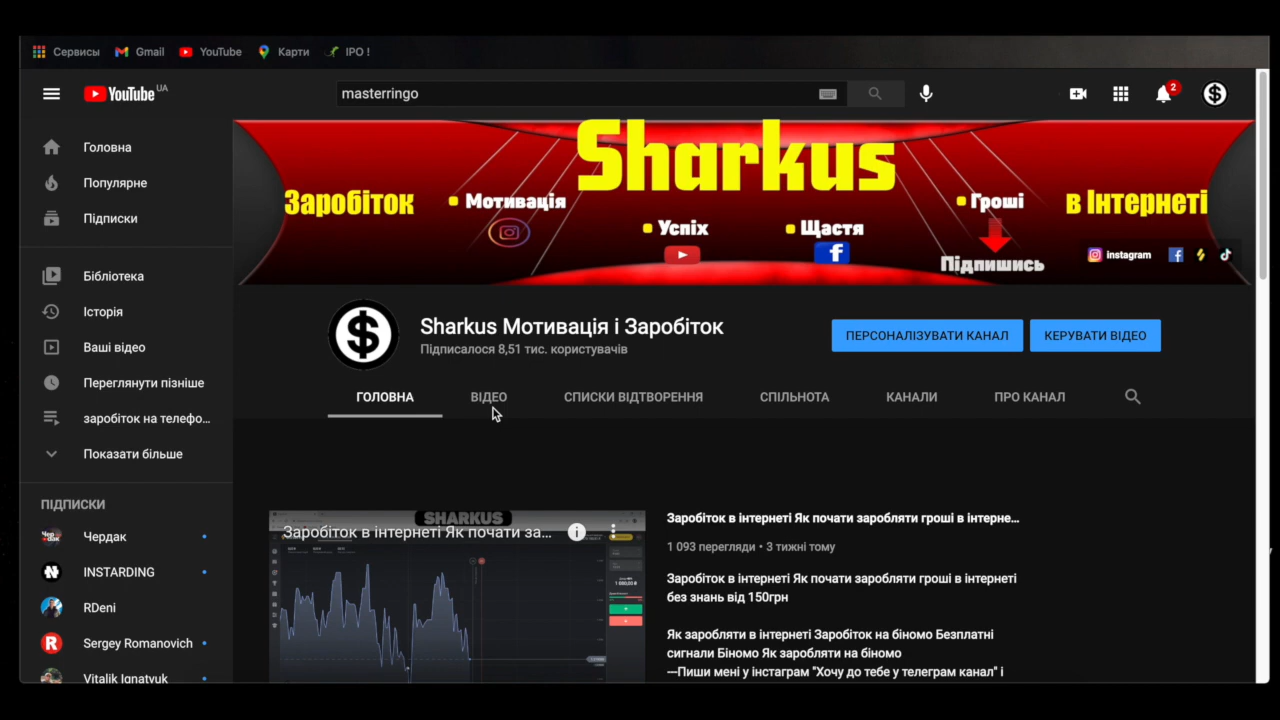 Сервисы Gmail YouTube Карти IPO !
YouTube UA
masterringo
2
Головна
Популярне
Підписки
Бібліотека
Історія
Ваші відео
Переглянути пізніше
заробіток на телефо...
Показати більше
ПІДПИСКИ
Чердак
INSTARDING
RDeni
Sergey Romanovich
Vitalik Ignatyuk
Sharkus
Заробіток
Мотивація
Успіх
Щастя
Гроші
в Інтернеті
Підпишись
instagram
Sharkus Мотивація і Заробіток
Підписалося 8,51 тис. користувачів
ПЕРСОНАЛІЗУВАТИ КАНАЛ
КЕРУВАТИ ВІДЕО
ГОЛОВНА ВІДЕО СПИСКИ ВІДТВОРЕННЯ СПІЛЬНОТА КАНАЛИ ПРО КАНАЛ
SHARKUS
Заробіток в інтернеті Як почати за...
Заробіток в інтернеті Як почати заробляти гроші в інтерне...
1 093 перегляди • 3 тижні тому
Заробіток в інтернеті Як почати заробляти гроші в інтернеті
без знань від 150грн
Як заробляти в інтернеті Заробіток на біномо Безплатні
сигнали Біномо Як заробляти на біномо
---Пиши мені у інстаграм "Хочу до тебе у телеграм канал" і